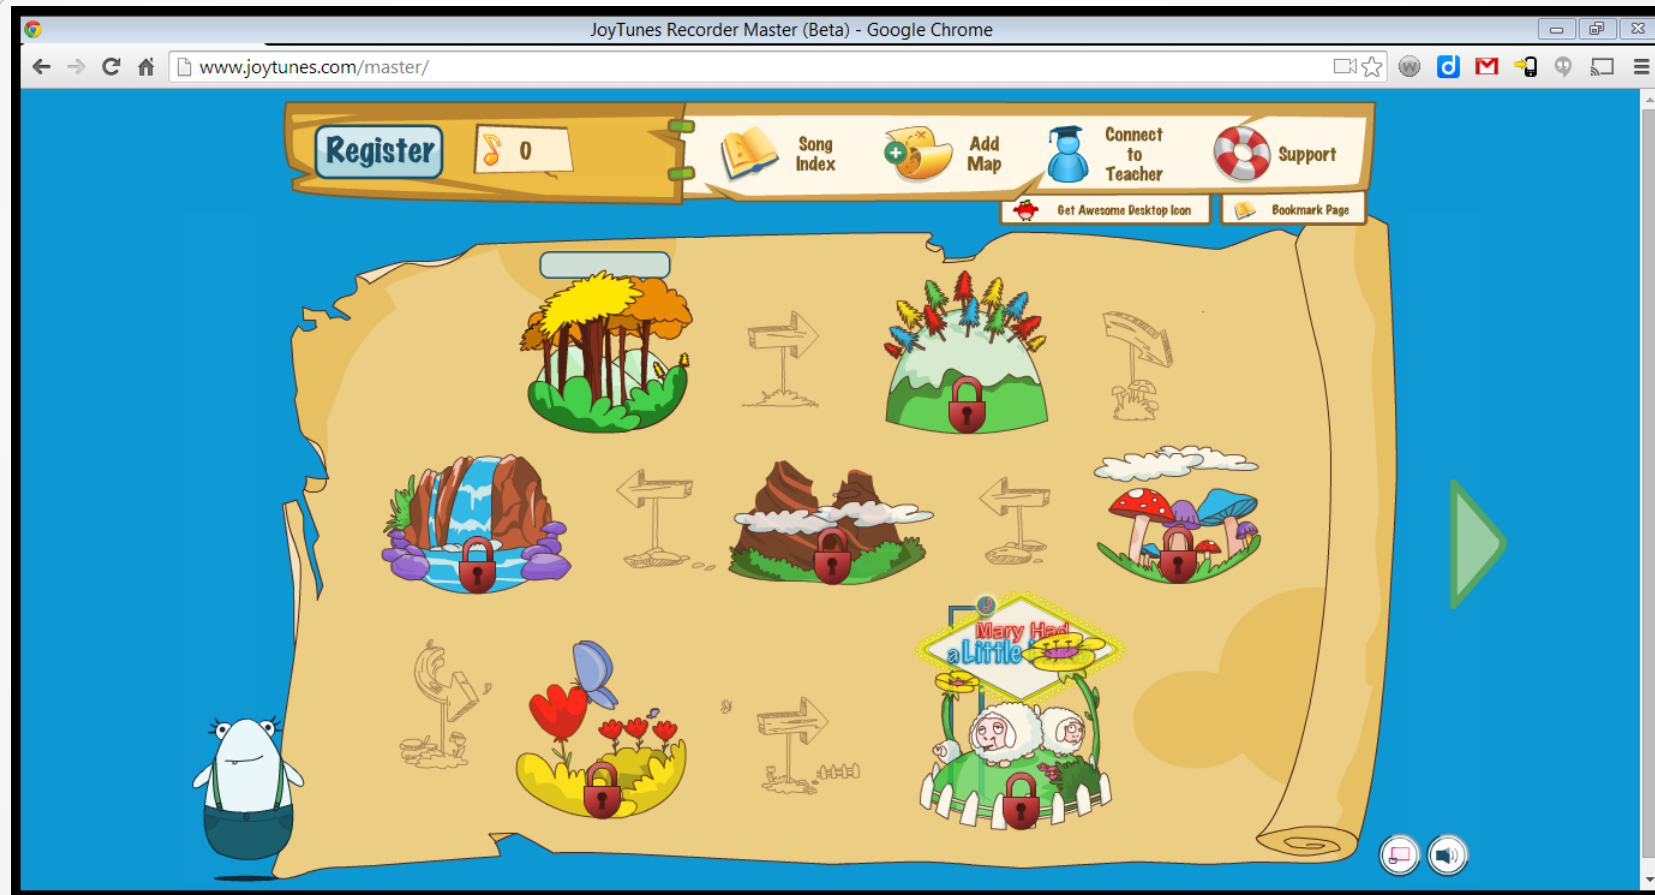 JoyTunes Recorder Master (Beta) - Google Chrome
www.joytunes.com/master/
Register
0
Song
Index
Add
Map
Connect
to
Teacher
Support
Get Awesome Desktop Icon
Bookmark Page
Mary Had
a Little